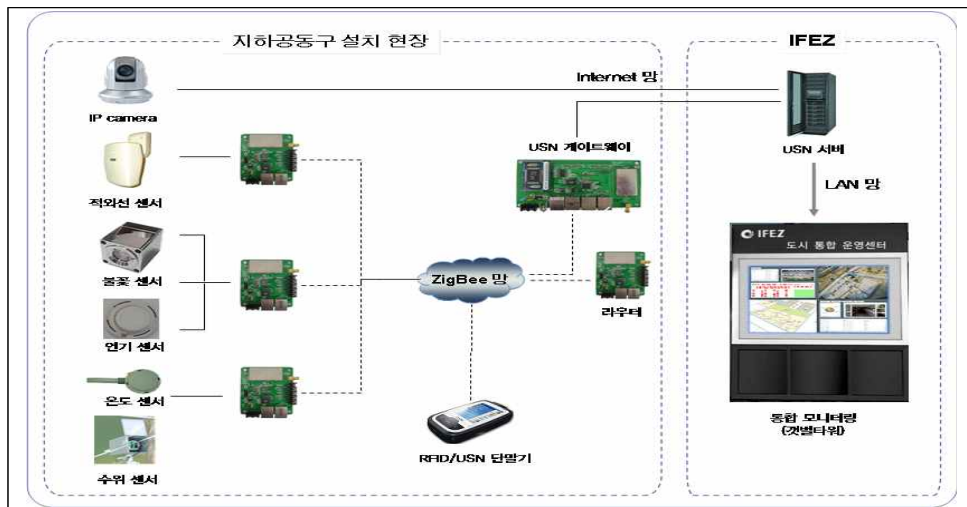 지하공동구 설치 현장
IFEZ
Internet 망
IP camera
USN 게이트웨이
USN 서버
적외선 센서
LAN 망
IFEZ
도시 통합 운영센터
불꽃 센서
ZigBee 망
라우터
연기 센서
온도 센서
통합 모니터링
(갯벌타워)
RFID/USN 단말기
수위 센서